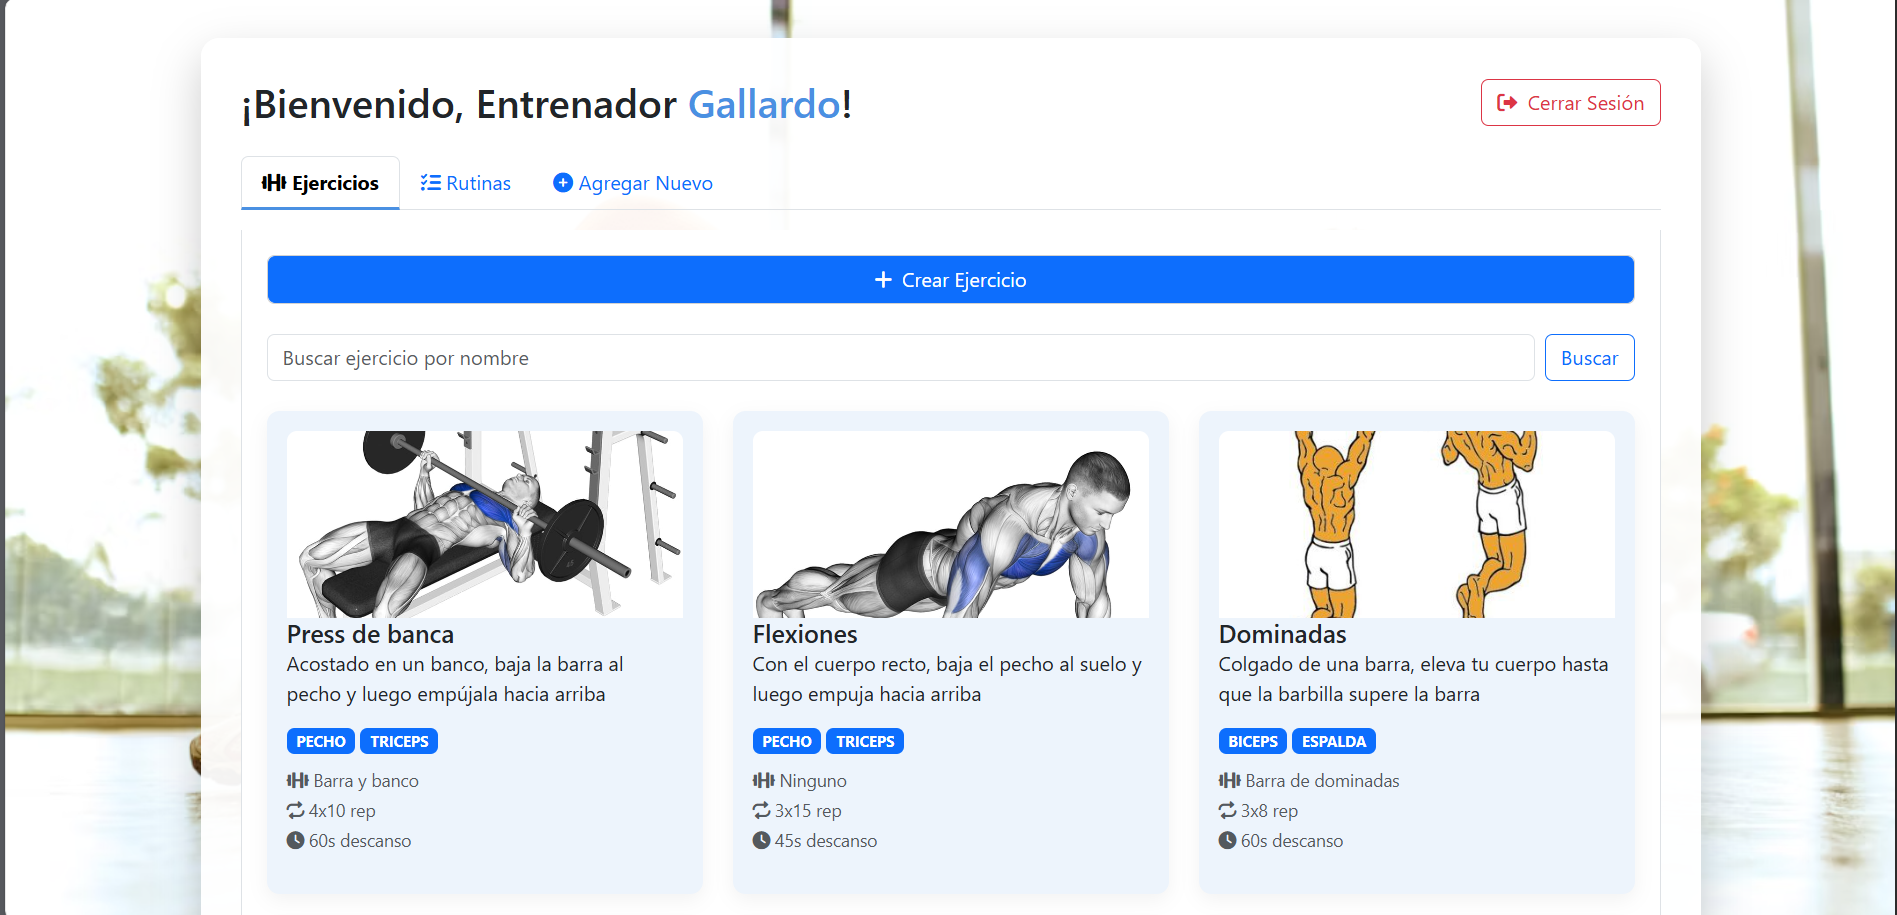 ¡Bienvenido, Entrenador Gallardo!
Cerrar Sesión
Ejercicios
Rutinas
Agregar Nuevo
Crear Ejercicio
Buscar ejercicio por nombre
Buscar
Press de banca
Acostado en un banco, baja la barra al
pecho y luego empújala hacia arriba
PECHO TRICEPS
Barra y banco
4x10 rep
60s descanso
Flexiones
Con el cuerpo recto, baja el pecho al suelo y
luego empuja hacia arriba
PECHO TRICEPS
Ninguno
3x15 rep
45s descanso
Dominadas
Colgado de una barra, eleva tu cuerpo hasta
que la barbilla supere la barra
BICEPS ESPALDA
Barra de dominadas
3x8 rep
60s descanso